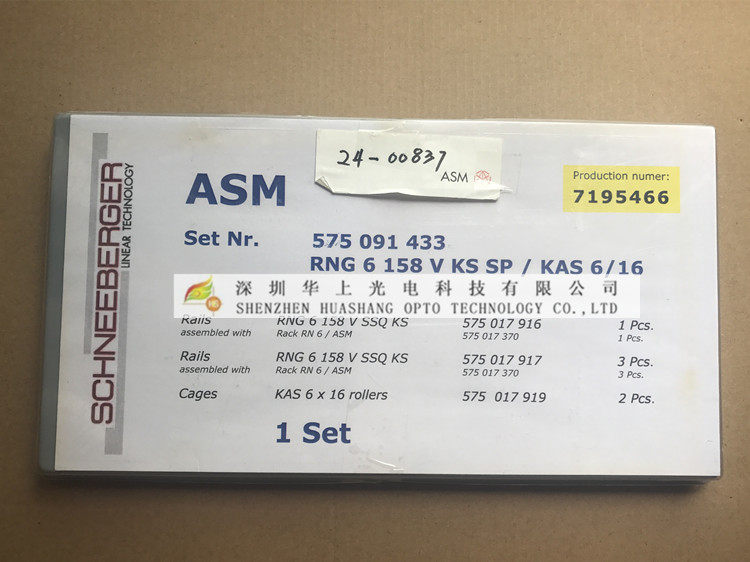 24-00837
ASM
SCHNEEBERGER
LINEAR TECHNOLOGY
ASM
Production numer:
7195466
Set Nr. 575 091 433
RNG 6 158 V KS SP / KAS 6/16
HS
深圳华上光电科技有限公司
SHENZHEN HUASHANG OPTO TECHNOLOGY CO.,LTD
Rails RNG 6 158 V SSQ KS 575 017 916 1 Pcs.
assembled with Rack RN 6 / ASM 575 017 370 1 Pcs.
Rails RNG 6 158 V SSQ KS 575 017 917 3 Pcs.
assembled with Rack RN 6 / ASM 575 017 370 3 Pcs.
Cages KAS 6 x 16 rollers 575 017 919 2 Pcs.
1 Set